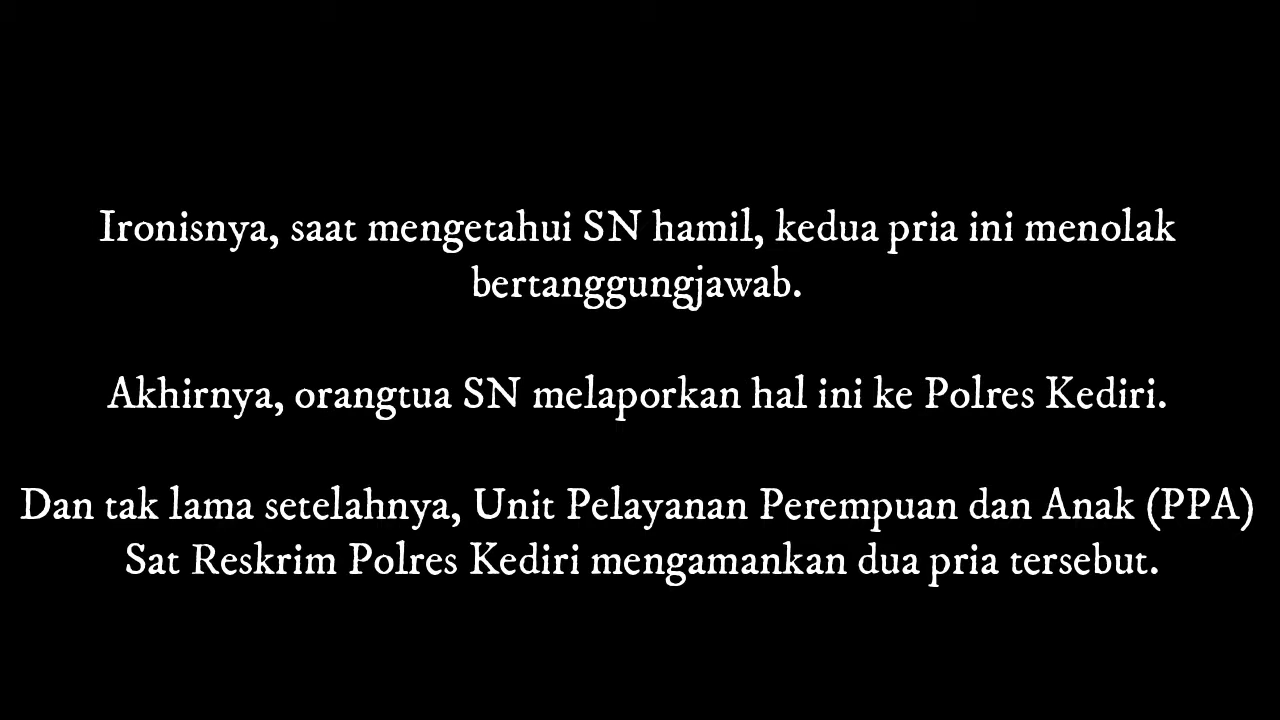 Ironisnya, saat mengetahui SN hamil, kedua pria ini menolak
bertanggungjawab.
Akhirnya, orangtua SN melaporkan hal ini ke Polres Kediri.
Dan tak lama setelahnya, Unit Pelayanan Perempuan dan Anak (PPA)
Sat Reskrim Polres Kediri mengamankan dua pria tersebut.